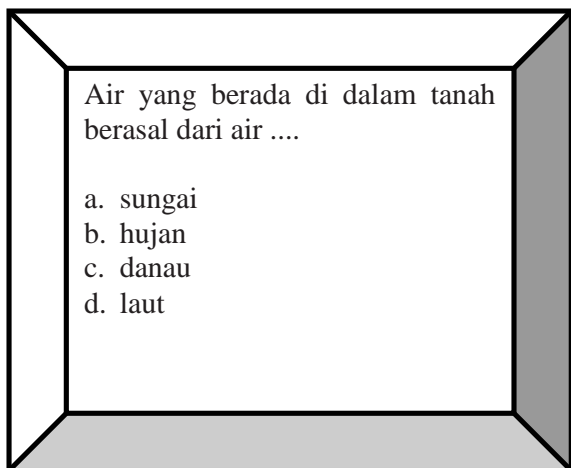 Air yang berada di dalam tanah
berasal dari air ....
a. sungai
b. hujan
c. danau
d. laut